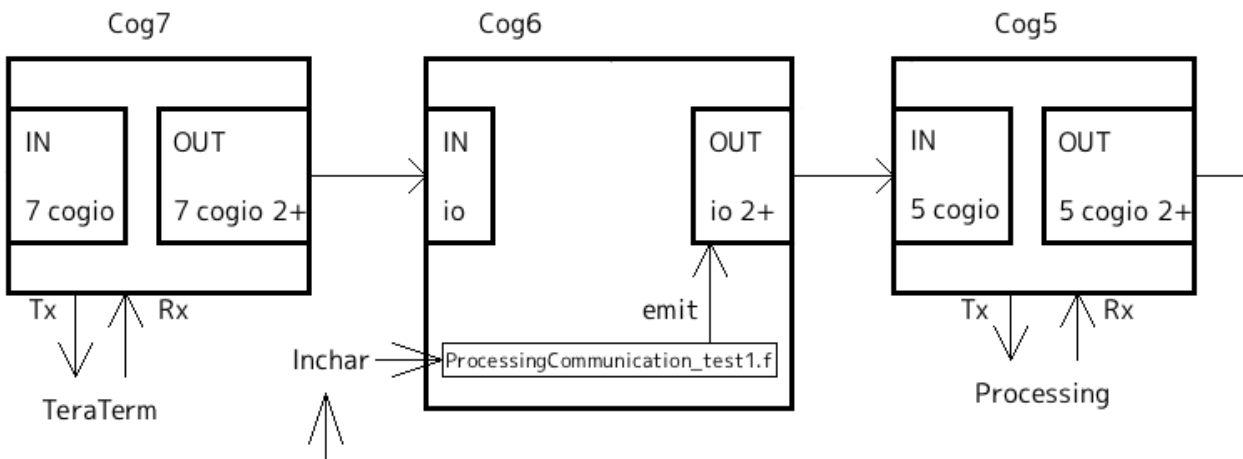 Cog7
Cog6
Cog5
IN
OUT
IN
OUT
IN
OUT
7 cogio
7 cogio 2+
io
io 2+
5 cogio
5 cogio 2+
Tx
Rx
emit
Tx
Rx
Inchar
ProcessingCommunication_test1.f
TeraTerm
Processing